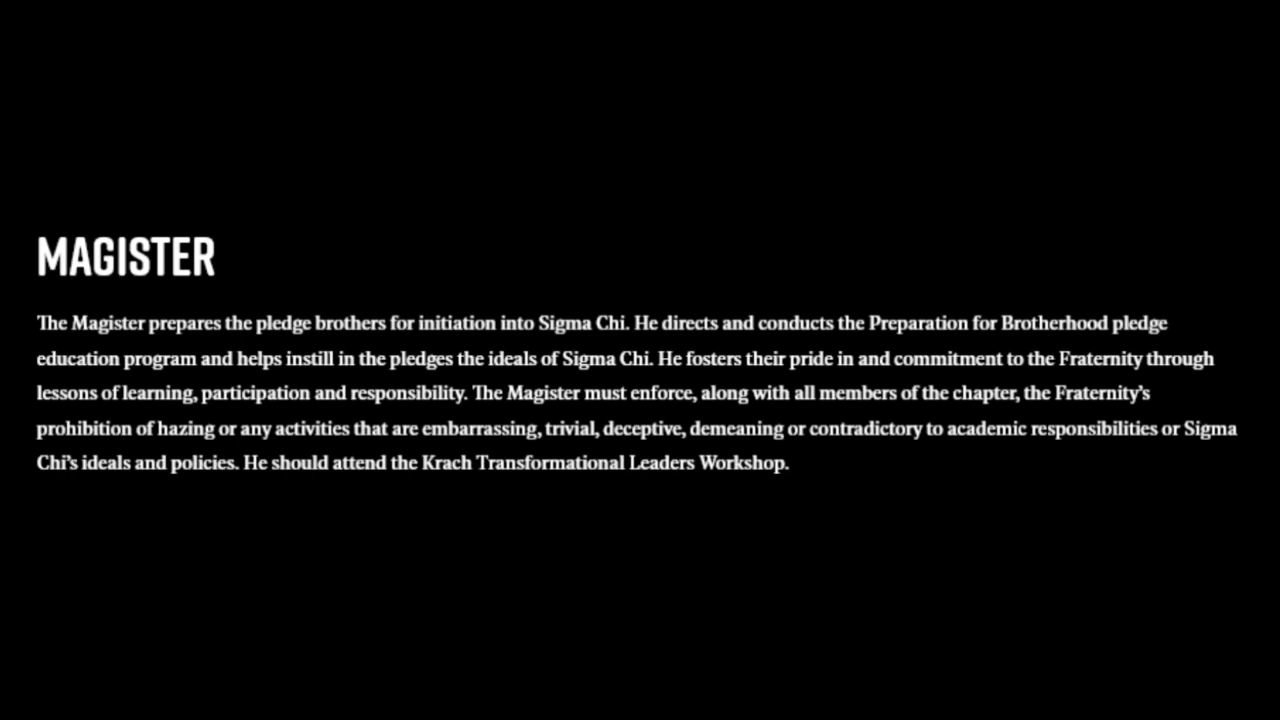 MAGISTER
The Magister prepares the pledge brothers for initiation into Sigma Chi. He directs and conducts the Preparation for Brotherhood pledge
education program and helps instill in the pledges the ideals of Sigma Chi. He fosters their pride in and commitment to the Fraternity through
lessons of learning, participation and responsibility. The Magister must enforce, along with all members of the chapter, the Fraternity’s
prohibition of hazing or any activities that are embarrassing, trivial, deceptive, demeaning or contradictory to academic responsibilities or Sigma
Chi’s ideals and policies. He should attend the Krach Transformational Leaders Workshop.